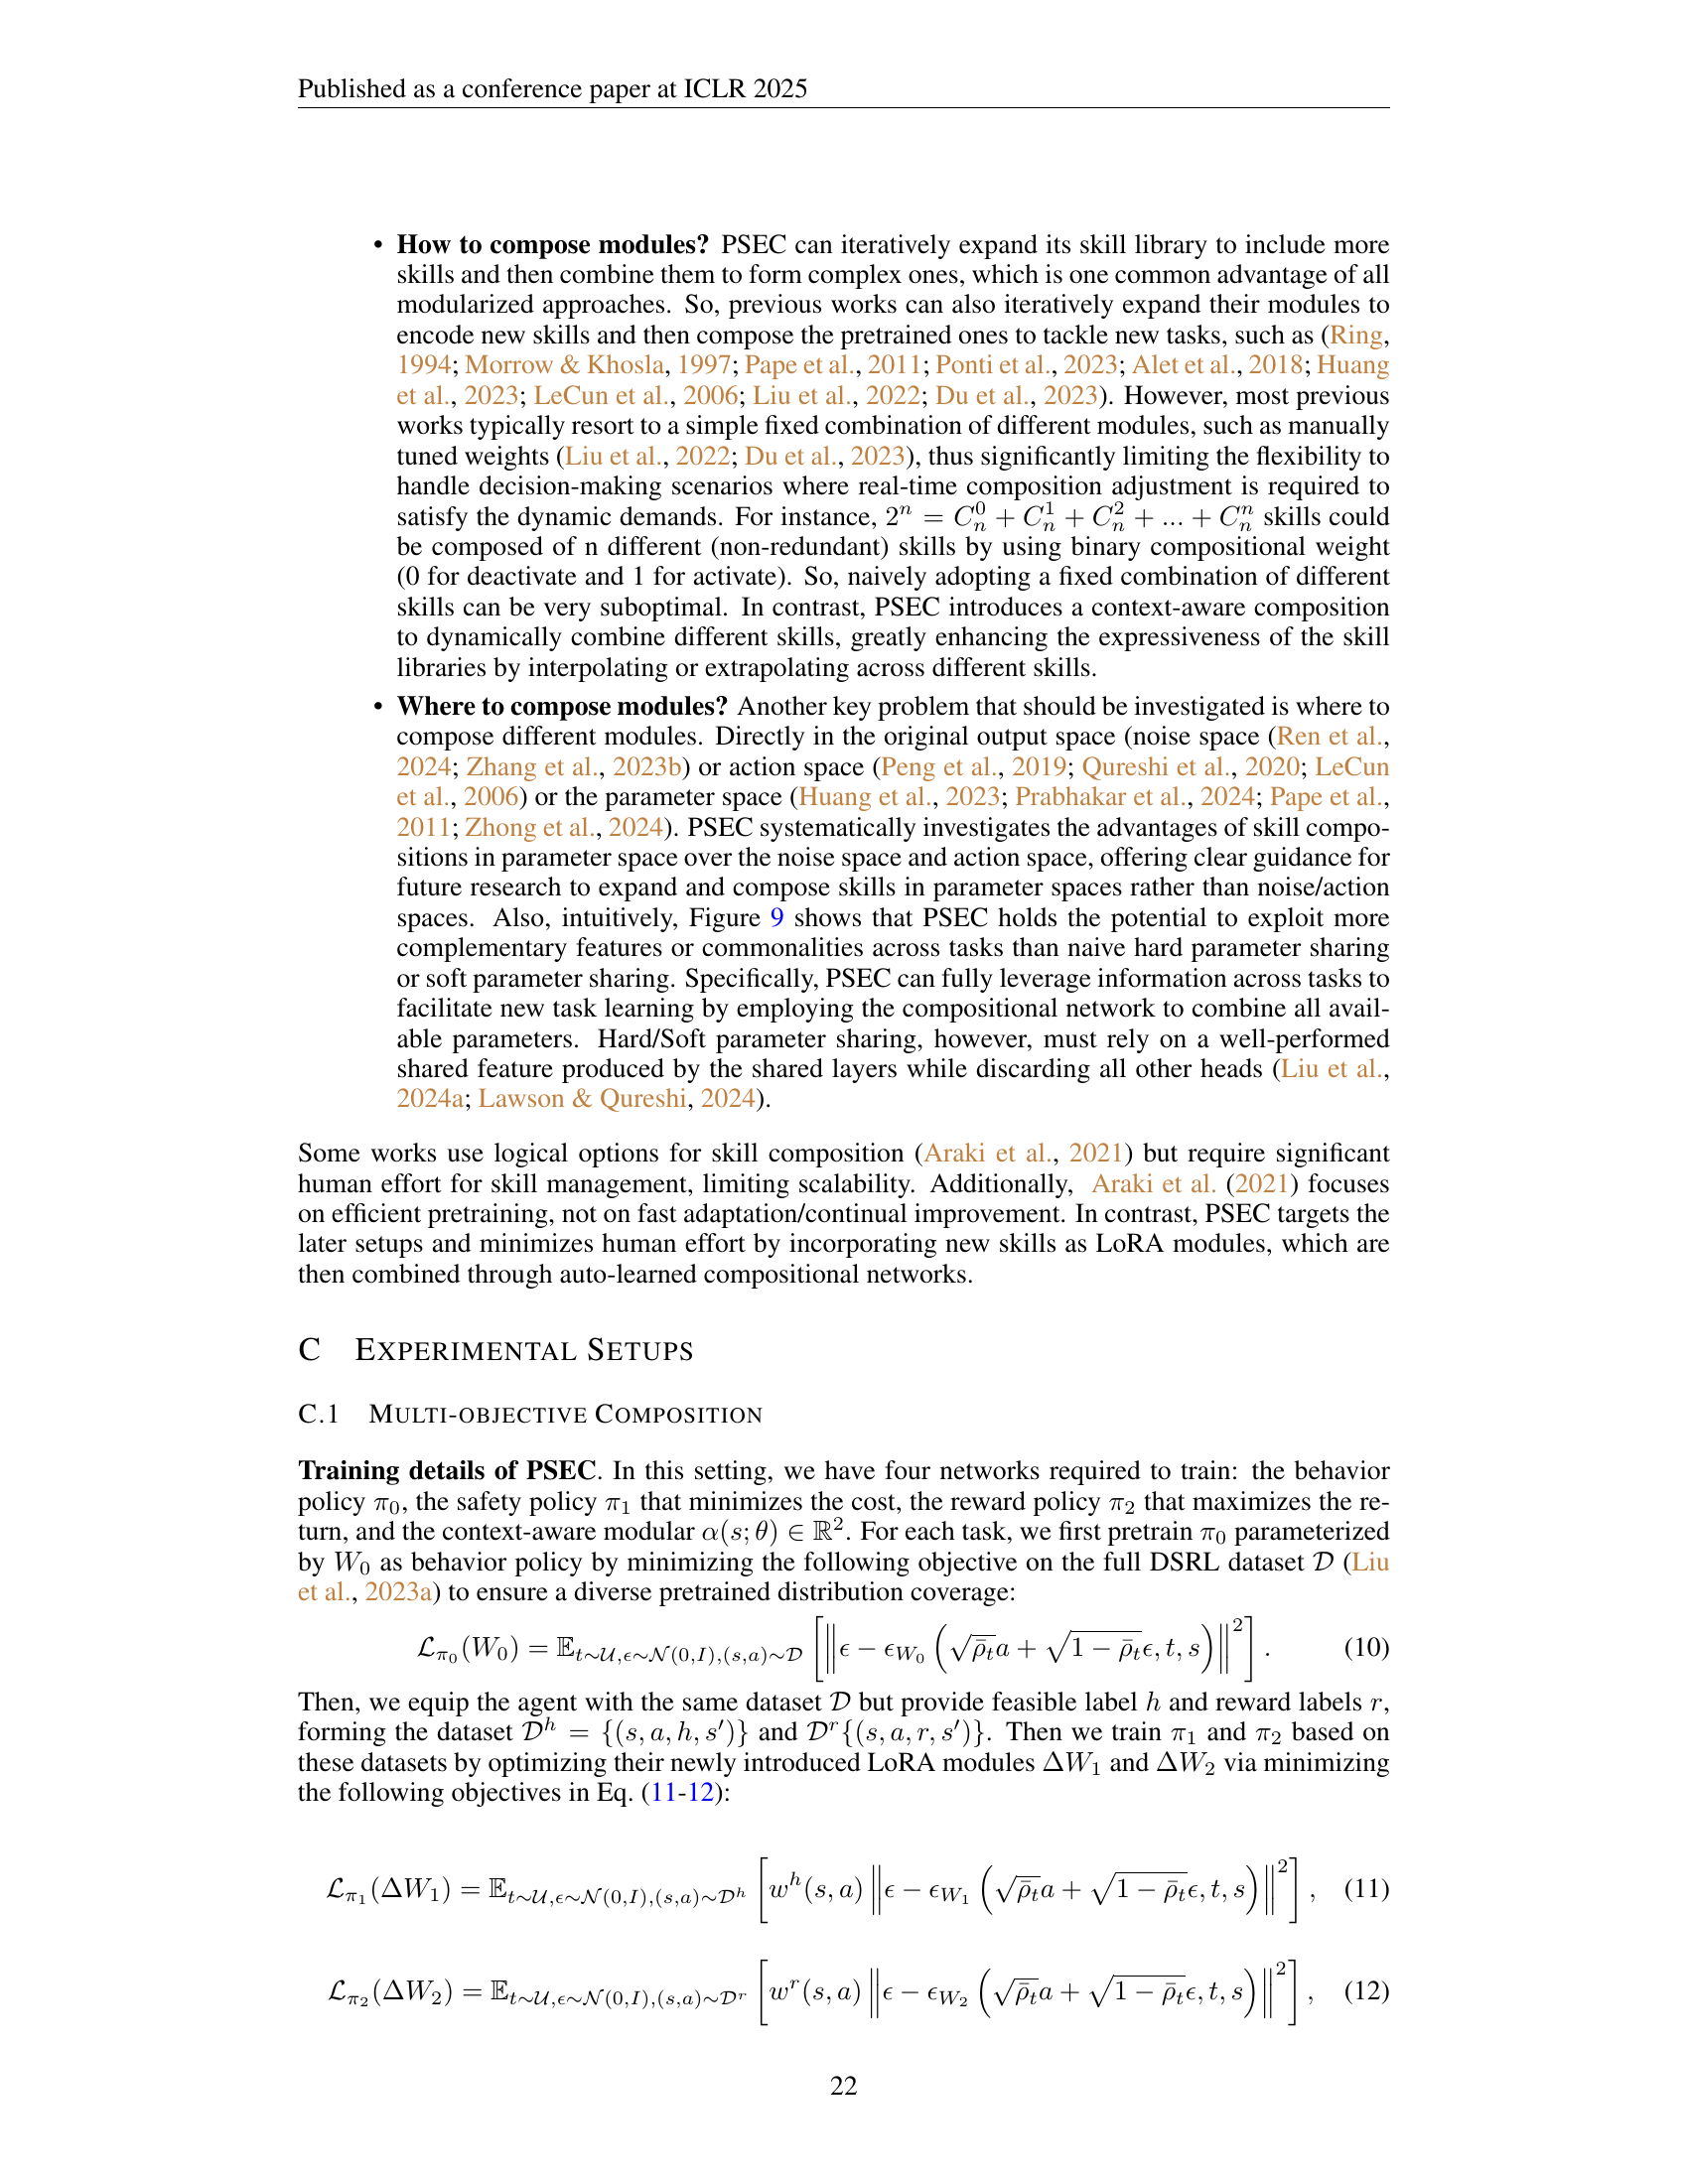 Published as a conference paper at ICLR 2025
• How to compose modules? PSEC can iteratively expand its skill library to include more
skills and then combine them to form complex ones, which is one common advantage of all
modularized approaches. So, previous works can also iteratively expand their modules to
encode new skills and then compose the pretrained ones to tackle new tasks, such as (Ring,
1994; Morrow & Khosla, 1997; Pape et al., 2011; Ponti et al., 2023; Alet et al., 2018; Huang
et al., 2023; LeCun et al., 2006; Liu et al., 2022; Du et al., 2023). However, most previous
works typically resort to a simple fixed combination of different modules, such as manually
tuned weights (Liu et al., 2022; Du et al., 2023), thus significantly limiting the flexibility to
handle decision-making scenarios where real-time composition adjustment is required to
satisfy the dynamic demands. For instance, $2^n = C_n^0 + C_n^1 + C_n^2 + ... + C_n^n$ skills could
be composed of n different (non-redundant) skills by using binary compositional weight
(0 for deactivate and 1 for activate). So, naively adopting a fixed combination of different
skills can be very suboptimal. In contrast, PSEC introduces a context-aware composition
to dynamically combine different skills, greatly enhancing the expressiveness of the skill
libraries by interpolating or extrapolating across different skills.
• Where to compose modules? Another key problem that should be investigated is where to
compose different modules. Directly in the original output space (noise space (Ren et al.,
2024; Zhang et al., 2023b) or action space (Peng et al., 2019; Qureshi et al., 2020; LeCun
et al., 2006) or the parameter space (Huang et al., 2023; Prabhakar et al., 2024; Pape et al.,
2011; Zhong et al., 2024). PSEC systematically investigates the advantages of skill compo-
sitions in parameter space over the noise space and action space, offering clear guidance for
future research to expand and compose skills in parameter spaces rather than noise/action
spaces. Also, intuitively, Figure 9 shows that PSEC holds the potential to exploit more
complementary features or commonalities across tasks than naive hard parameter sharing
or soft parameter sharing. Specifically, PSEC can fully leverage information across tasks to
facilitate new task learning by employing the compositional network to combine all avail-
able parameters. Hard/Soft parameter sharing, however, must rely on a well-performed
shared feature produced by the shared layers while discarding all other heads (Liu et al.,
2024a; Lawson & Qureshi, 2024).
Some works use logical options for skill composition (Araki et al., 2021) but require significant
human effort for skill management, limiting scalability. Additionally, Araki et al. (2021) focuses
on efficient pretraining, not on fast adaptation/continual improvement. In contrast, PSEC targets the
later setups and minimizes human effort by incorporating new skills as LoRA modules, which are
then combined through auto-learned compositional networks.
C EXPERIMENTAL SETUPS
C.1 MULTI-OBJECTIVE COMPOSITION
Training details of PSEC. In this setting, we have four networks required to train: the behavior
policy $\pi_0$, the safety policy $\pi_1$ that minimizes the cost, the reward policy $\pi_2$ that maximizes the re-
turn, and the context-aware modular $\alpha(s; \theta) \in \mathbb{R}^2$. For each task, we first pretrain $\pi_0$ parameterized
by $W_0$ as behavior policy by minimizing the following objective on the full DSRL dataset $\mathcal{D}$ (Liu
et al., 2023a) to ensure a diverse pretrained distribution coverage:
$\mathcal{L}_{\pi_0}(W_0) = \mathbb{E}_{t\sim\mathcal{U},\epsilon\sim\mathcal{N}(0,I),(s,a)\sim\mathcal{D}} \left[ \left\| \epsilon - \epsilon_{W_0} \left( \sqrt{\bar{\rho}_t} a + \sqrt{1 - \bar{\rho}_t} \epsilon, t, s \right) \right\|^2 \right].$ (10)
Then, we equip the agent with the same dataset $\mathcal{D}$ but provide feasible label $h$ and reward labels $r$,
forming the dataset $\mathcal{D}^h = \{(s, a, h, s')\}$ and $\mathcal{D}^r\{(s, a, r, s')\}$. Then we train $\pi_1$ and $\pi_2$ based on
these datasets by optimizing their newly introduced LoRA modules $\Delta W_1$ and $\Delta W_2$ via minimizing
the following objectives in Eq. (11-12):
$\mathcal{L}_{\pi_1}(\Delta W_1) = \mathbb{E}_{t\sim\mathcal{U},\epsilon\sim\mathcal{N}(0,I),(s,a)\sim\mathcal{D}^h} \left[ w^h(s, a) \left\| \epsilon - \epsilon_{W_1} \left( \sqrt{\bar{\rho}_t} a + \sqrt{1 - \bar{\rho}_t} \epsilon, t, s \right) \right\|^2 \right],$ (11)
$\mathcal{L}_{\pi_2}(\Delta W_2) = \mathbb{E}_{t\sim\mathcal{U},\epsilon\sim\mathcal{N}(0,I),(s,a)\sim\mathcal{D}^r} \left[ w^r(s, a) \left\| \epsilon - \epsilon_{W_2} \left( \sqrt{\bar{\rho}_t} a + \sqrt{1 - \bar{\rho}_t} \epsilon, t, s \right) \right\|^2 \right],$ (12)
22